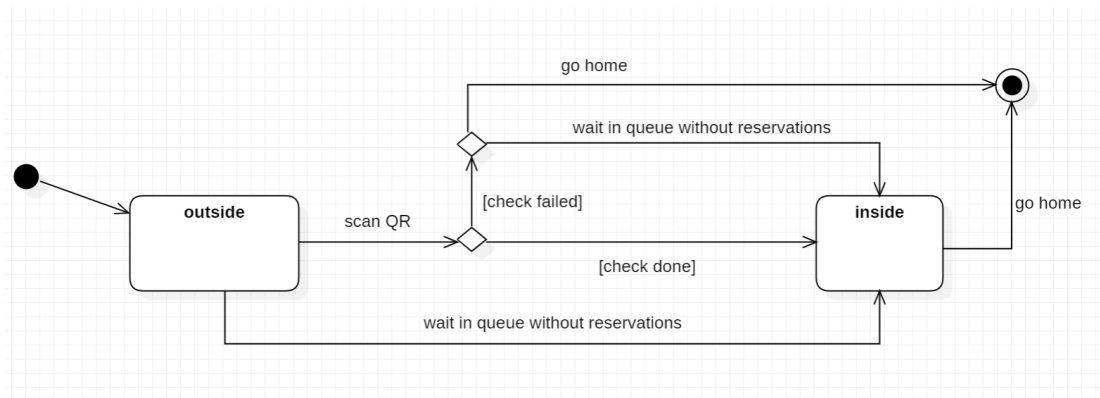 go home
wait in queue without reservations
[check failed]
outside
inside
go home
scan QR
[check done]
wait in queue without reservations